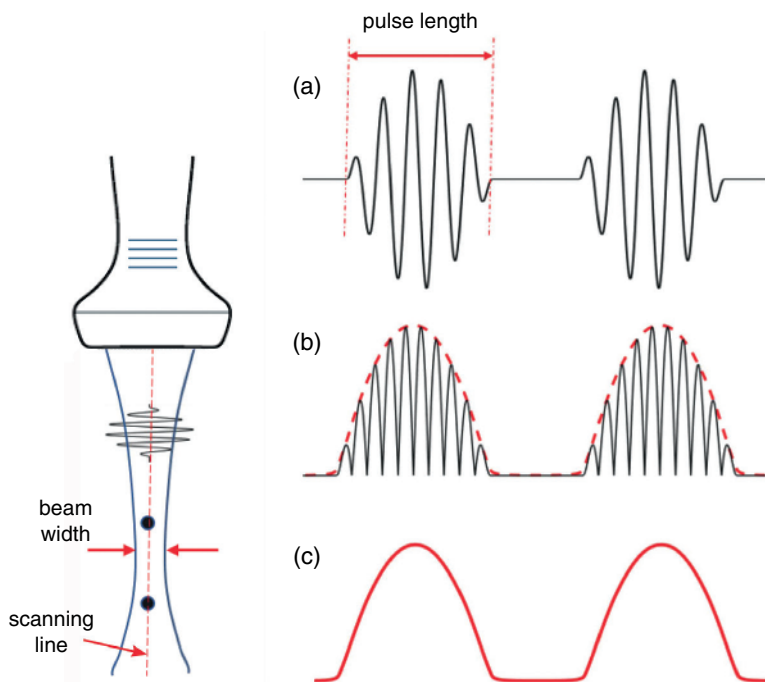 pulse length
(a)
(b)
beam
width
(c)
scanning
line